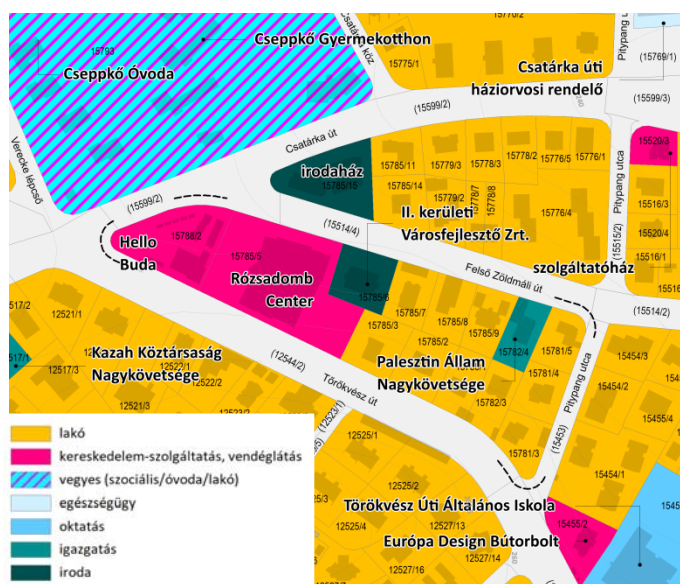 15770/2
Pitypang u
15793
Cseppkő Gyermekotthon
Csatárka köz
Cseppkő Óvoda
15775/1
Csatárka úti
háziorvosi rendelő
(15769/1)
(15599/2)
(15599/3)
240
Csatárka út
Verecke lépcső
irodaház
15785/15
15785/11
15779/3
15778/3
15778/2
15776/5
15776/1
15520/3
Pitypang utca
15785/14
15779/2
15778/7
15778/8
15776/4
15516/3
(15599/2)
(15514/4)
II. kerületi
Városfejlesztő Zrt.
15520/4
(15515/2)
15516/1
Hello
Buda
15788/2
15785/5
Rózsadomb
Center
15785/6
Felső Zöldmáli út
szolgáltatóház
15516
15517/2
12521/1
15785/7
15785/3
15785/8
15785/2
15785/9
15782/4
15781/5
(15514/2)
517/1
12517/3
Kazah Köztársaság
Nagykövetsége
12522/2
(12544/2)
Palesztin Állam
Nagykövetsége
15781/4
Pitypang utca
15454/3
15454/2
12521/3
Törökvész út
15782/3
15455/4
(12523/1)
12525/1
15781/3
(15453)
15454/1
lakó
kereskedelem-szolgáltatás, vendéglátás
vegyes (szociális/óvoda/lakó)
egészségügy
oktatás
igazgatás
iroda
12525/2
12525/4
Törökvész Úti Általános Iskola
15455/2
12527/13
Európa Design Bútorbolt
12527/14
260
12527/16